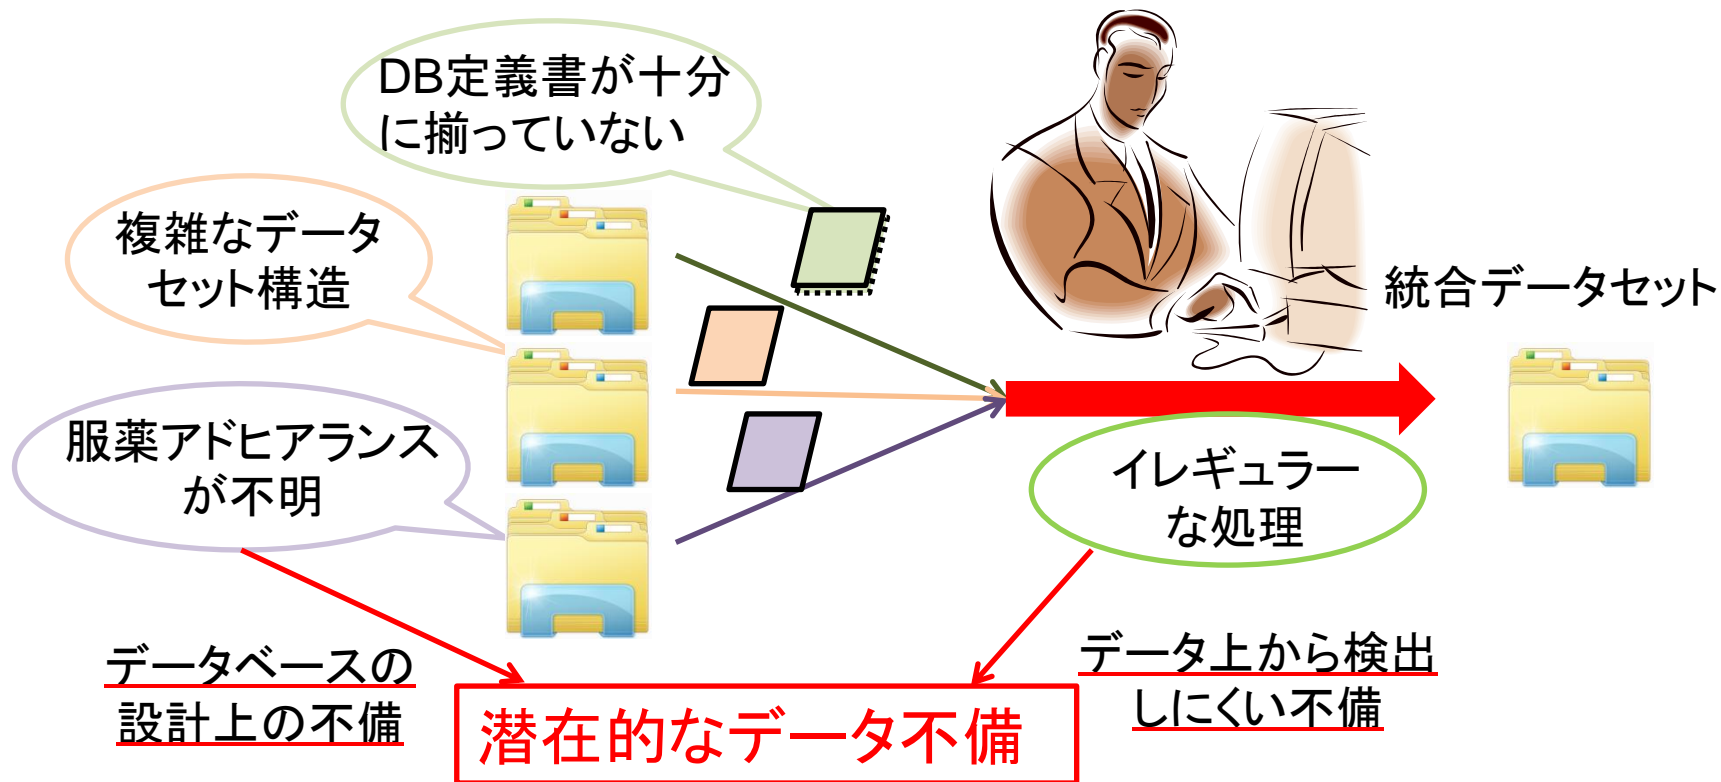 DB定義書が十分
に揃っていない
複雑なデータ
セット構造
服薬アドヒアランス
が不明
統合データセット
イレギュラー
な処理
データベースの
設計上の不備
データ上から検出
しにくい不備
潜在的なデータ不備